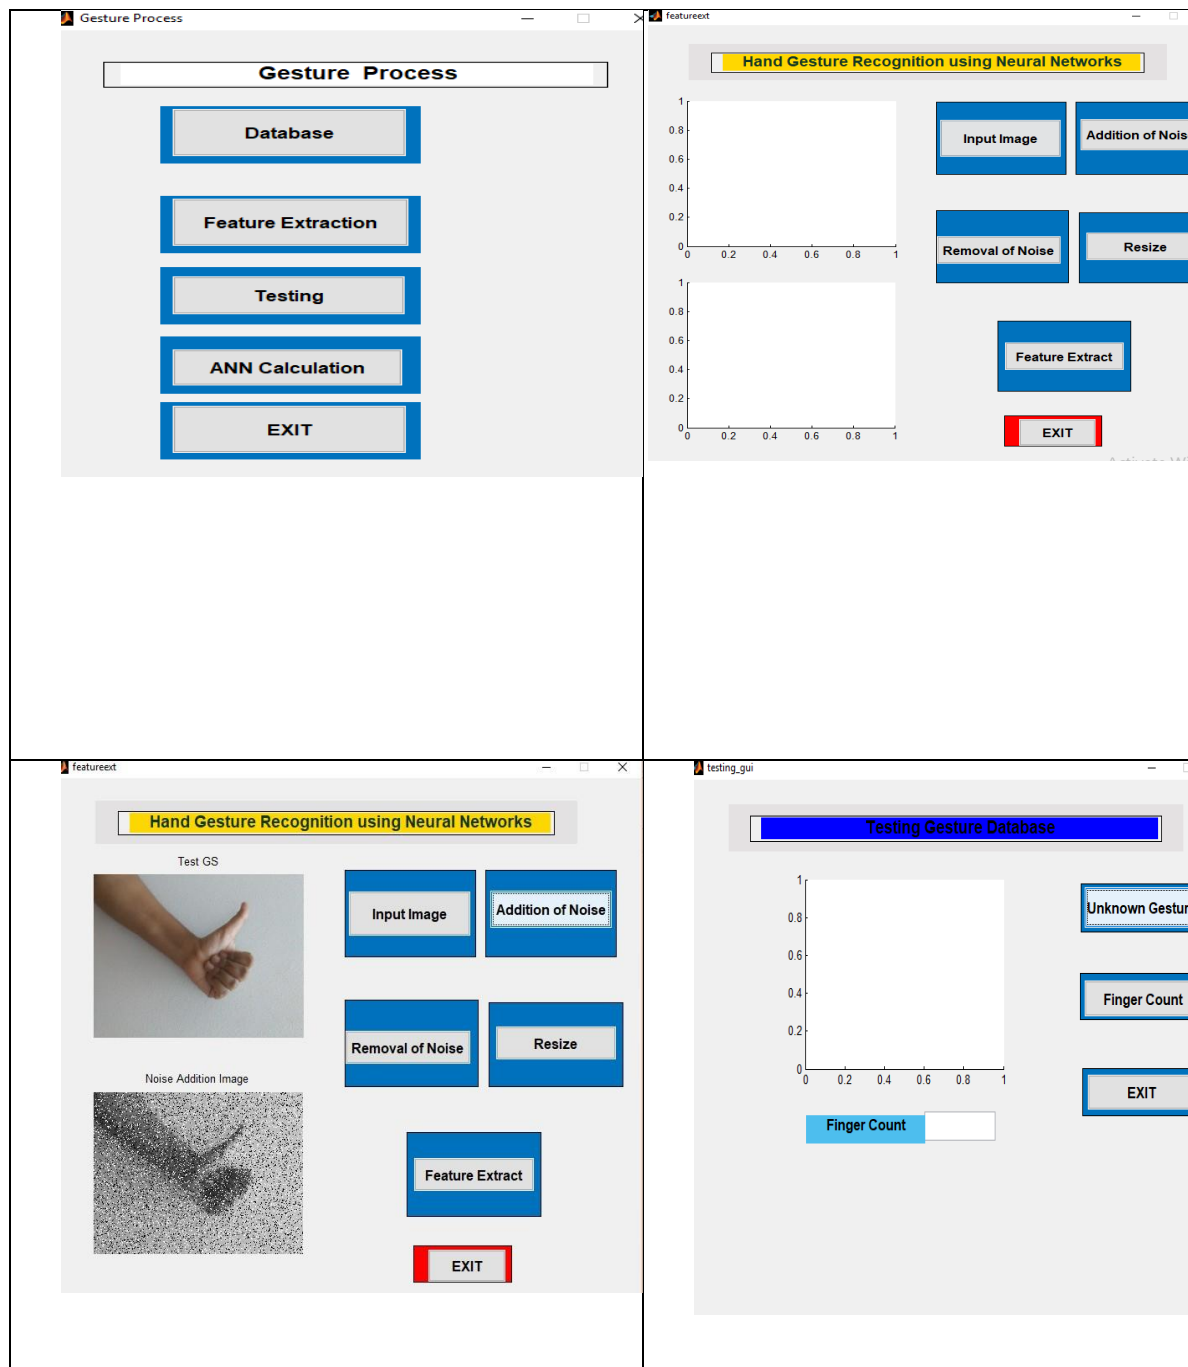 Gesture Process
Gesture Process
Database
Feature Extraction
Testing
ANN Calculation
EXIT
featureext
Hand Gesture Recognition using Neural Networks
1
0.8
0.6
0.4
0.2
0
0 0.2 0.4 0.6 0.8 1
1
0.8
0.6
0.4
0.2
0
0 0.2 0.4 0.6 0.8 1
Input Image
Addition of Nois
Removal of Noise
Resize
Feature Extract
EXIT
featureext
Hand Gesture Recognition using Neural Networks
Test GS
Noise Addition Image
Input Image
Addition of Noise
Removal of Noise
Resize
Feature Extract
EXIT
testing_gui
Testing Gesture Database
1
0.8
0.6
0.4
0.2
0
0 0.2 0.4 0.6 0.8 1
Finger Count
Unknown Gestur
Finger Count
EXIT